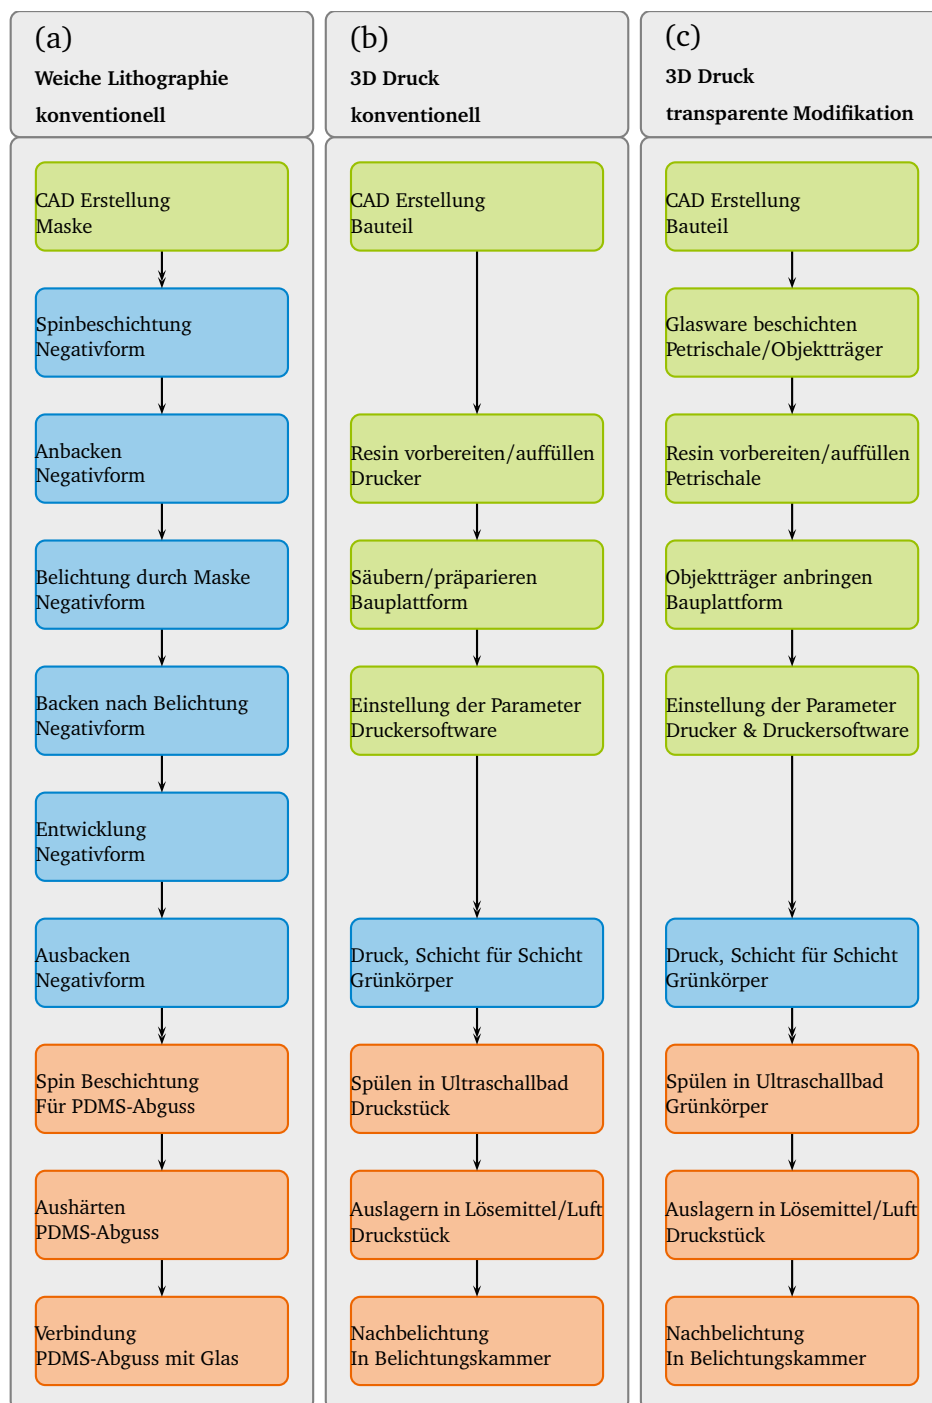 (a)
Weiche Lithographie
konventionell
CAD Erstellung
Maske
Spinbeschichtung
Negativform
Anbacken
Negativform
Belichtung durch Maske
Negativform
Backen nach Belichtung
Negativform
Entwicklung
Negativform
Ausbacken
Negativform
Spin Beschichtung
Für PDMS-Abguss
Aushärten
PDMS-Abguss
Verbindung
PDMS-Abguss mit Glas
(b)
3D Druck
konventionell
CAD Erstellung
Bauteil
Resin vorbereiten/auffüllen
Drucker
Säubern/präparieren
Bauplattform
Einstellung der Parameter
Druckersoftware
Druck, Schicht für Schicht
Grünkörper
Spülen in Ultraschallbad
Druckstück
Auslagern in Lösemittel/Luft
Druckstück
Nachbelichtung
In Belichtungskammer
(c)
3D Druck
transparente Modifikation
CAD Erstellung
Bauteil
Glasware beschichten
Petrischale/Objektträger
Resin vorbereiten/auffüllen
Petrischale
Objektträger anbringen
Bauplattform
Einstellung der Parameter
Drucker & Druckersoftware
Druck, Schicht für Schicht
Grünkörper
Spülen in Ultraschallbad
Grünkörper
Auslagern in Lösemittel/Luft
Druckstück
Nachbelichtung
In Belichtungskammer